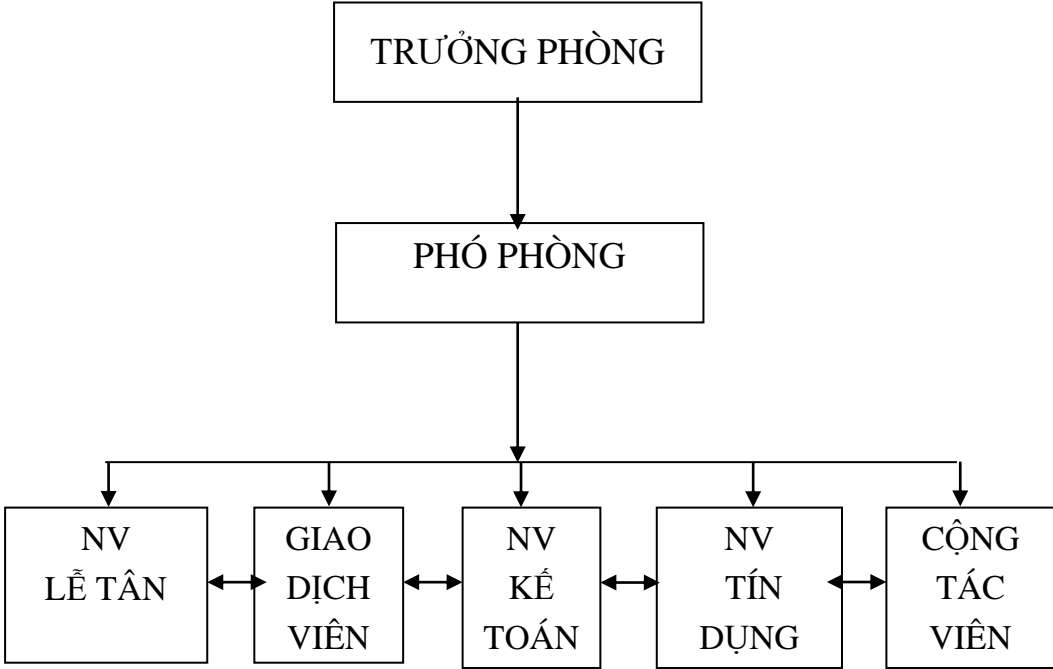 TRƯỞNG PHÒNG
PHÓ PHÒNG
NV
LỄ TÂN
GIAO
DỊCH
VIÊN
NV
KẾ
TOÁN
NV
TÍN
DỤNG
CỘNG
TÁC
VIÊN